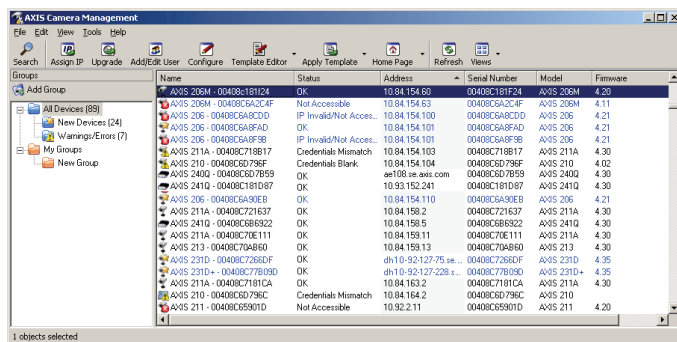 AXIS Camera Management
File Edit View Tools Help
Search Assign IP Upgrade Add/Edit User Configure Template Editor Apply Template Home Page Refresh Views
Groups
Add Group
All Devices (89)
New Devices (24)
Warnings/Errors (7)
My Groups
New Group
Name Status Address Serial Number Model Firmware
AXIS 206M - 00408c181f24 OK 10.84.154.60 00408C181F24 AXIS 206M 4.20
AXIS 206M - 00408C6A2C4F Not Accessible 10.84.154.63 00408C6A2C4F AXIS 206M 4.11
AXIS 206 - 00408C6A8CDD IP Invalid/Not Acces... 10.84.154.100 00408C6A8CDD AXIS 206 4.21
AXIS 206 - 00408C6A8FAD OK 10.84.154.101 00408C6A8FAD AXIS 206 4.21
AXIS 206 - 00408C6A8F9B IP Invalid/Not Acces... 10.84.154.101 00408C6A8F9B AXIS 206 4.21
AXIS 211A - 00408C718B17 Credentials Mismatch 10.84.154.103 00408C718B17 AXIS 211A 4.30
AXIS 210 - 00408C6D796F Credentials Blank 10.84.154.104 00408C6D796F AXIS 210 4.02
AXIS 240Q - 00408C6D7B59 OK ae108.se.axis.com 00408C6D7B59 AXIS 240Q 4.30
AXIS 241Q - 00408C181D87 OK 10.93.152.241 00408C181D87 AXIS 241Q 4.30
AXIS 206 - 00408C6A90EB OK 10.84.154.110 00408C6A90EB AXIS 206 4.21
AXIS 211A - 00408C721637 OK 10.84.158.2 00408C721637 AXIS 211A 4.30
AXIS 241Q - 00408C6B6922 OK 10.84.158.5 00408C6B6922 AXIS 241Q 4.30
AXIS 211A - 00408C70E111 OK 10.84.159.11 00408C70E111 AXIS 211A 4.30
AXIS 213 - 00408C70AB60 OK 10.84.159.13 00408C70AB60 AXIS 213 4.30
AXIS 231D - 00408C7266DF OK dh10-92-127-75.se.... 00408C7266DF AXIS 231D 4.35
AXIS 231D+ - 00408C77B09D OK dh10-92-127-228.s... 00408C77B09D AXIS 231D+ 4.35
AXIS 211A - 00408C7181CA OK 10.84.163.2 00408C7181CA AXIS 211A 4.30
AXIS 210 - 00408C6D796C Credentials Mismatch 10.84.164.2 00408C6D796C AXIS 210
AXIS 211 - 00408C65901D Not Accessible 10.92.2.11 00408C65901D AXIS 211 4.20
1 objects selected